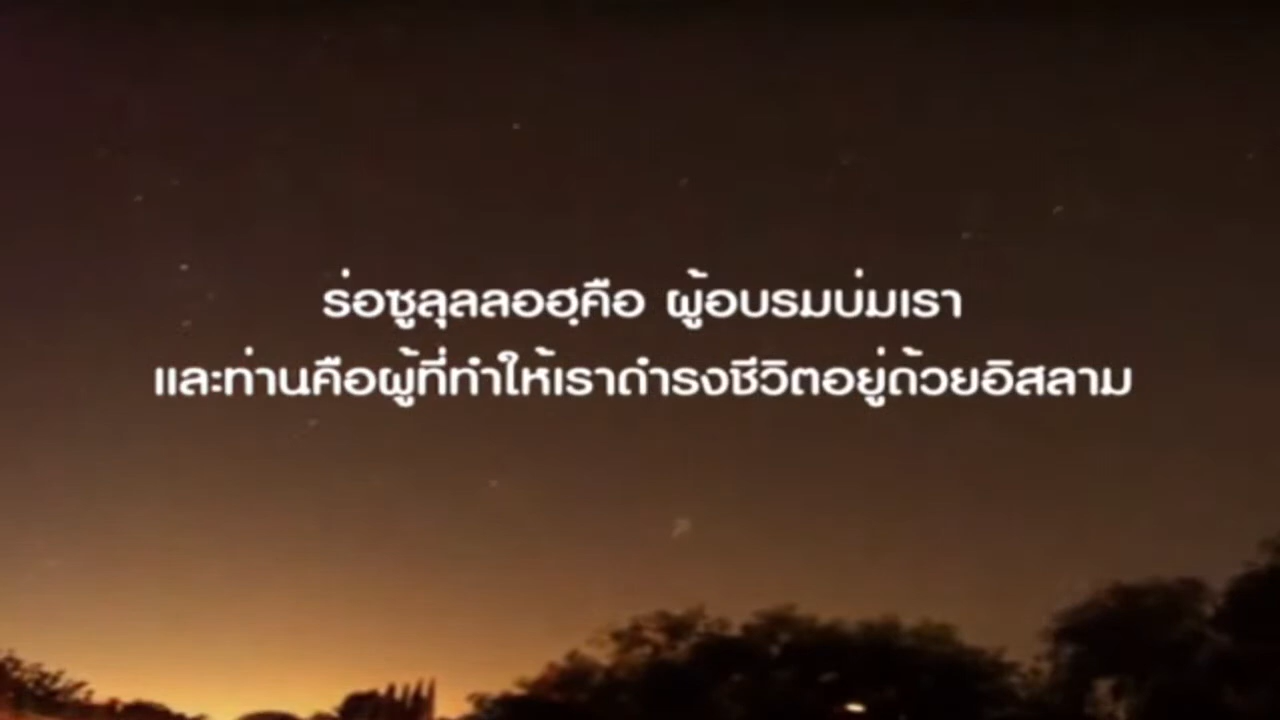 ร่อซูลุลลอฮฺคือ ผู้อบรมบ่มเรา
และท่านคือผู้ที่ทำให้เราดำรงชีวิตอยู่ด้วยอิสลาม